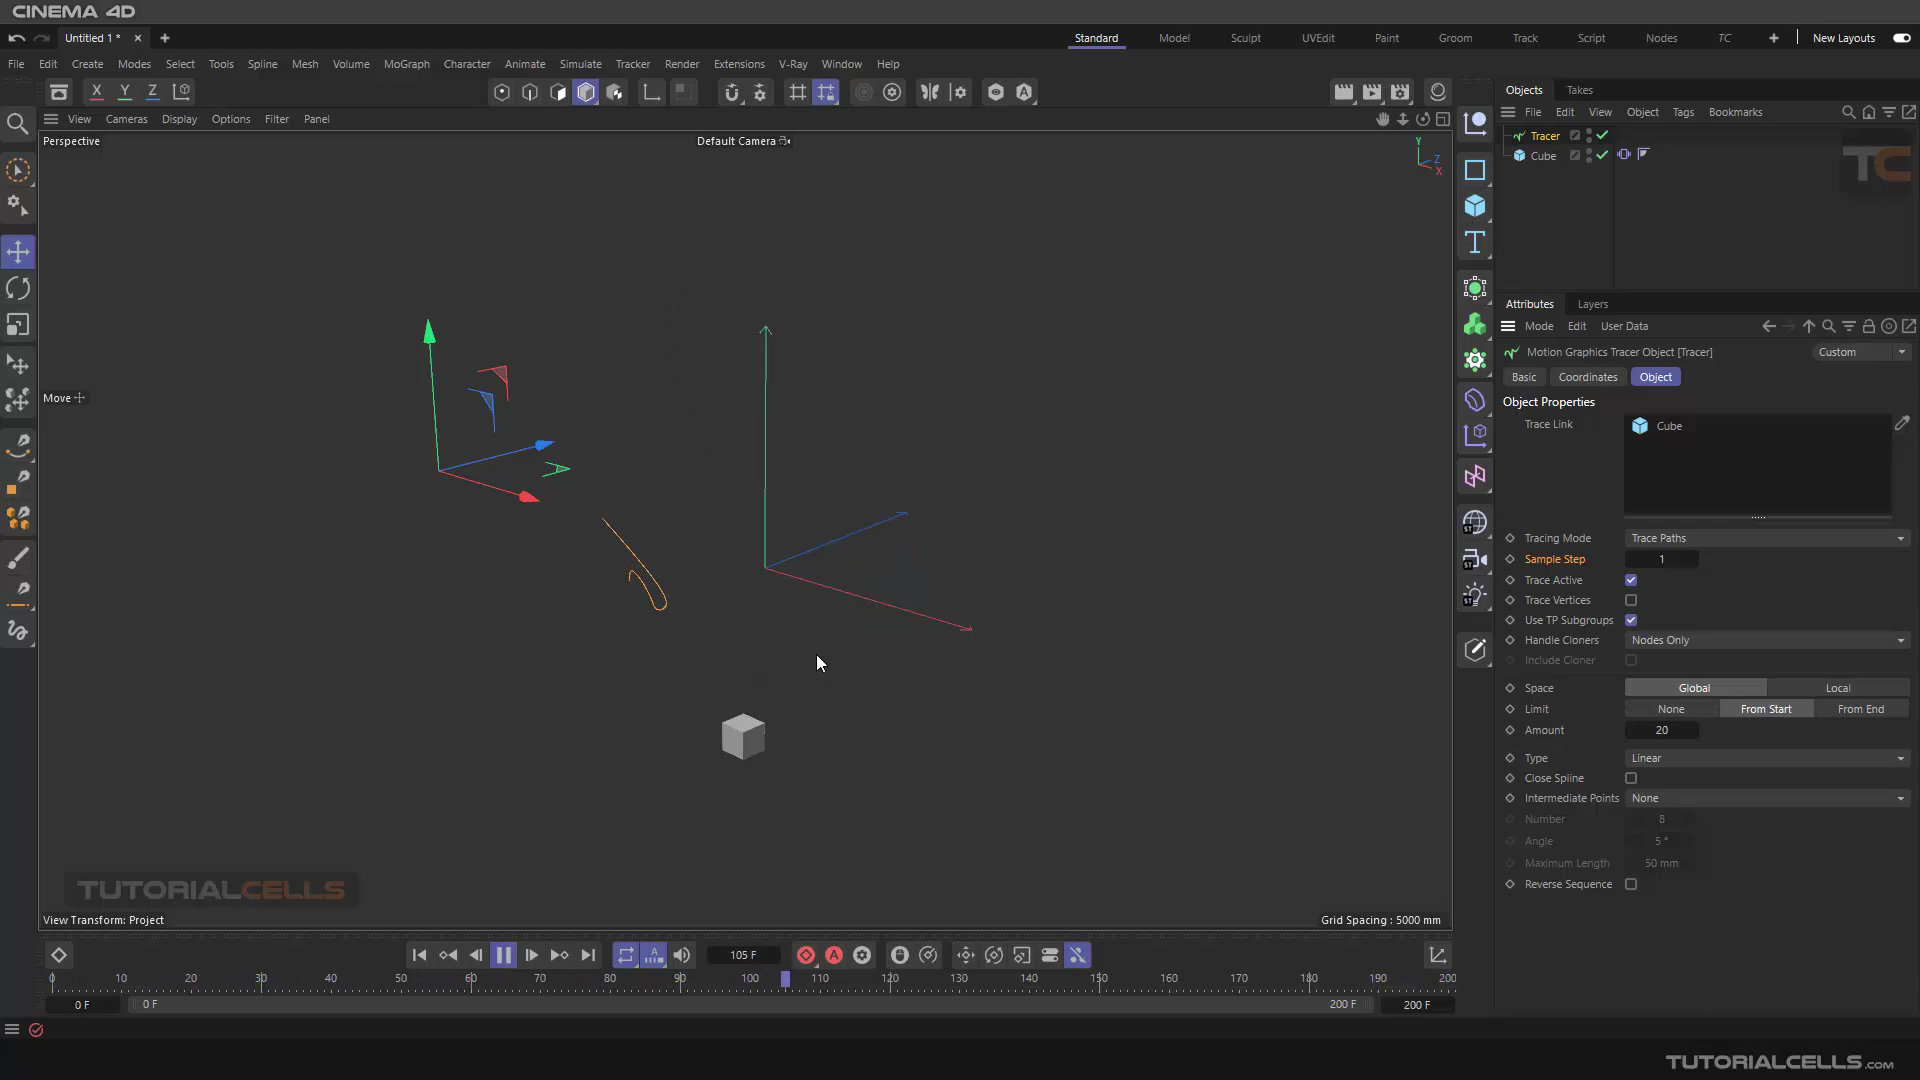 CINEMA 4D
Untitled 1 *
Standard
Model
Sculpt
UVEdit
Paint
Groom
Track
Script
Nodes
TC
New Layouts
File Edit Create Modes Select Tools Spline Mesh Volume MoGraph Character Animate Simulate Tracker Render Extensions V-Ray Window Help
X Y Z
View Cameras Display Options Filter Panel
Perspective
Default Camera
Y
Z
X
Move
TUTORIALCELLS
View Transform: Project
Grid Spacing : 5000 mm
Objects Takes
File Edit View Object Tags Bookmarks
Tracer
Cube
TC
Attributes Layers
Mode Edit User Data
Motion Graphics Tracer Object [Tracer]
Custom
Basic Coordinates Object
Object Properties
Trace Link
Cube
Tracing Mode Trace Paths
Sample Step 1
Trace Active
Trace Vertices
Use TP Subgroups
Handle Cloners Nodes Only
Include Cloner
Space Global Local
Limit None From Start From End
Amount 20
Type Linear
Close Spline
Intermediate Points None
Number 8
Angle 5 °
Maximum Length 50 mm
Reverse Sequence
105 F
0 10 20 30 40 50 60 70 80 90 100 110 120 130 140 150 160 170 180 190 200
0 F
0 F
200 F
200 F
TUTORIALCELLS.COM